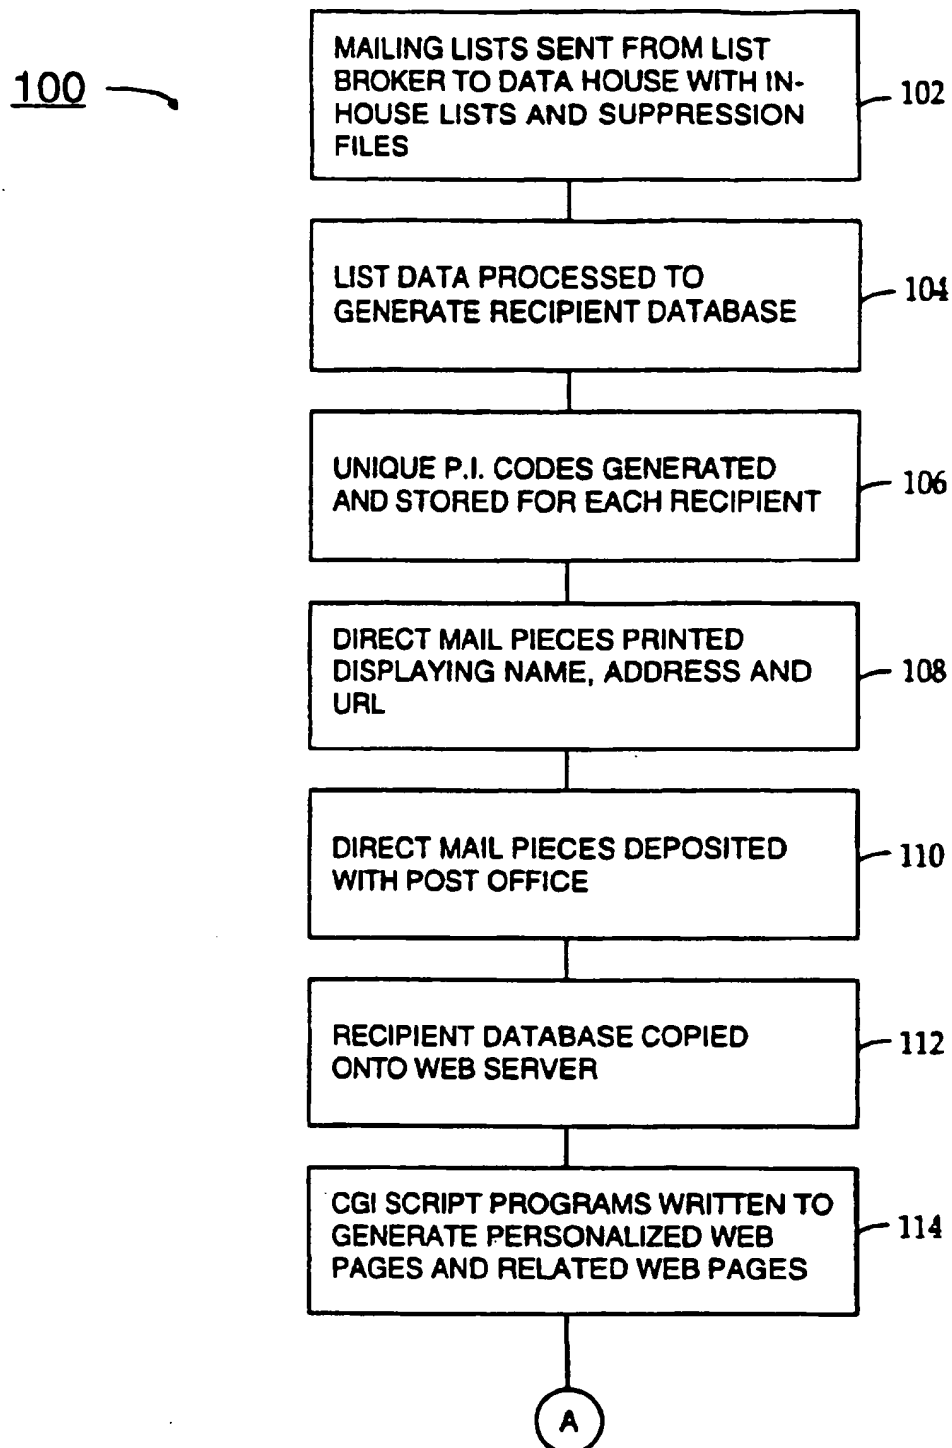 100
MAILING LISTS SENT FROM LIST
BROKER TO DATA HOUSE WITH IN-
HOUSE LISTS AND SUPPRESSION
FILES
102
LIST DATA PROCESSED TO
GENERATE RECIPIENT DATABASE
104
UNIQUE P.I. CODES GENERATED
AND STORED FOR EACH RECIPIENT
106
DIRECT MAIL PIECES PRINTED
DISPLAYING NAME, ADDRESS AND
URL
108
DIRECT MAIL PIECES DEPOSITED
WITH POST OFFICE
110
RECIPIENT DATABASE COPIED
ONTO WEB SERVER
112
CGI SCRIPT PROGRAMS WRITTEN TO
GENERATE PERSONALIZED WEB
PAGES AND RELATED WEB PAGES
114
A